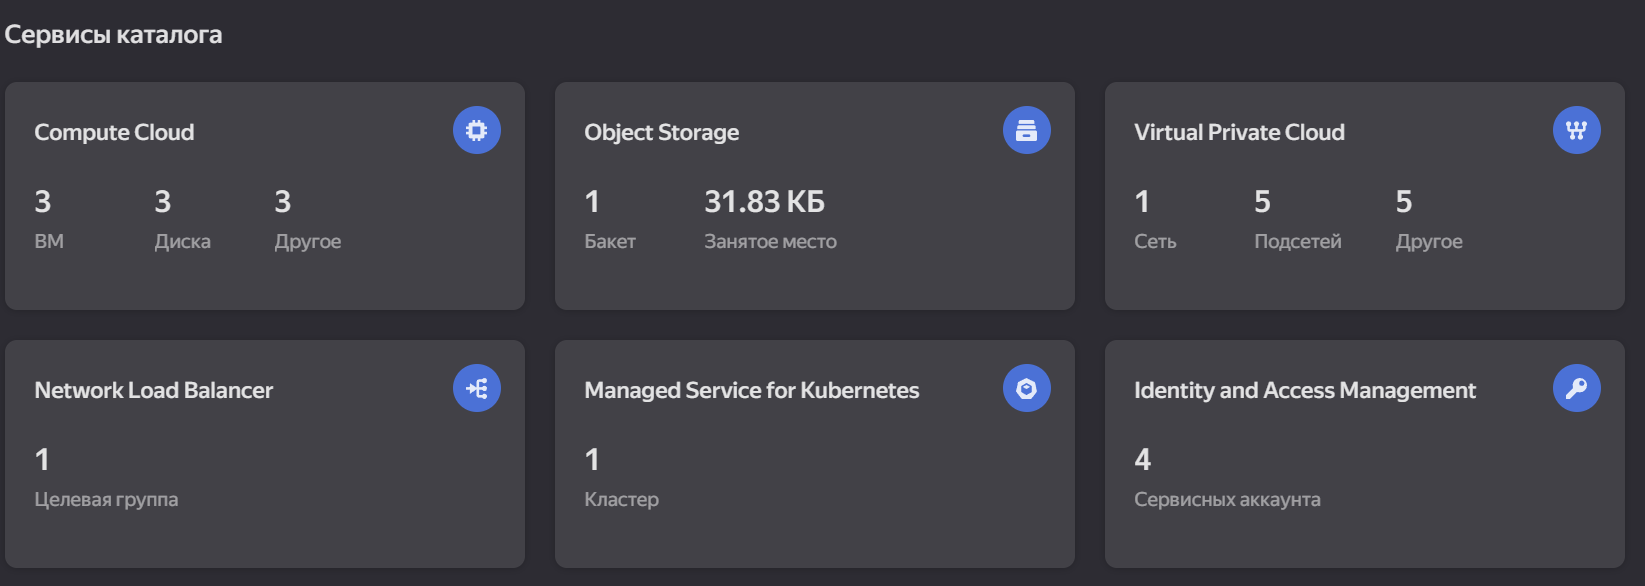 Сервисы каталога
Compute Cloud
3 3 3
ВМ Диска Другое
Object Storage
1 31.83 КБ
Бакет Занятое место
Virtual Private Cloud
1 5 5
Сеть Подсетей Другое
Network Load Balancer
1
Целевая группа
Managed Service for Kubernetes
1
Кластер
Identity and Access Management
4
Сервисных аккаунта